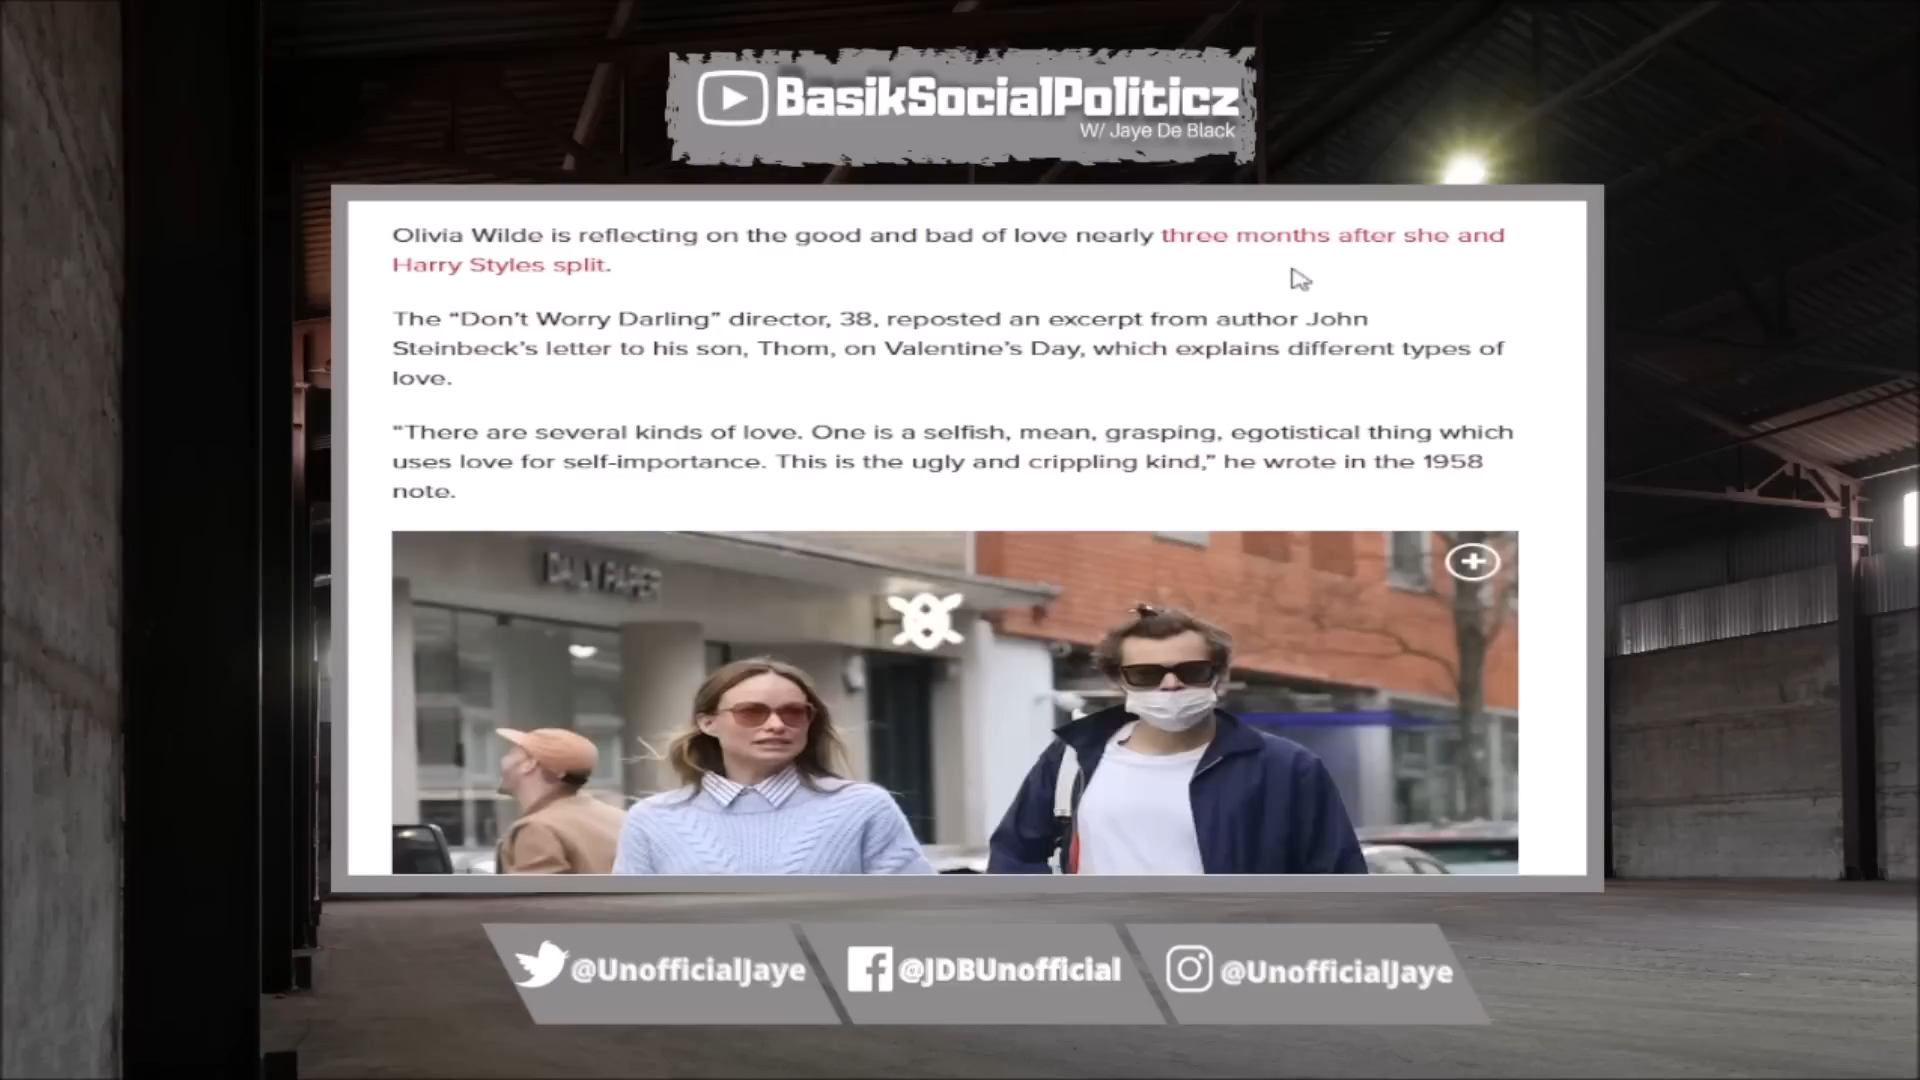 BasikSocialPoliticz
W/ Jaye De Black
Olivia Wilde is reflecting on the good and bad of love nearly three months after she and
Harry Styles split.
The “Don’t Worry Darling” director, 38, reposted an excerpt from author John
Steinbeck’s letter to his son, Thom, on Valentine’s Day, which explains different types of
love.
“There are several kinds of love. One is a selfish, mean, grasping, egotistical thing which
uses love for self-importance. This is the ugly and crippling kind,” he wrote in the 1958
note.
DAILY PAPER
@UnofficialJaye
@JDBUnofficial
@UnofficialJaye